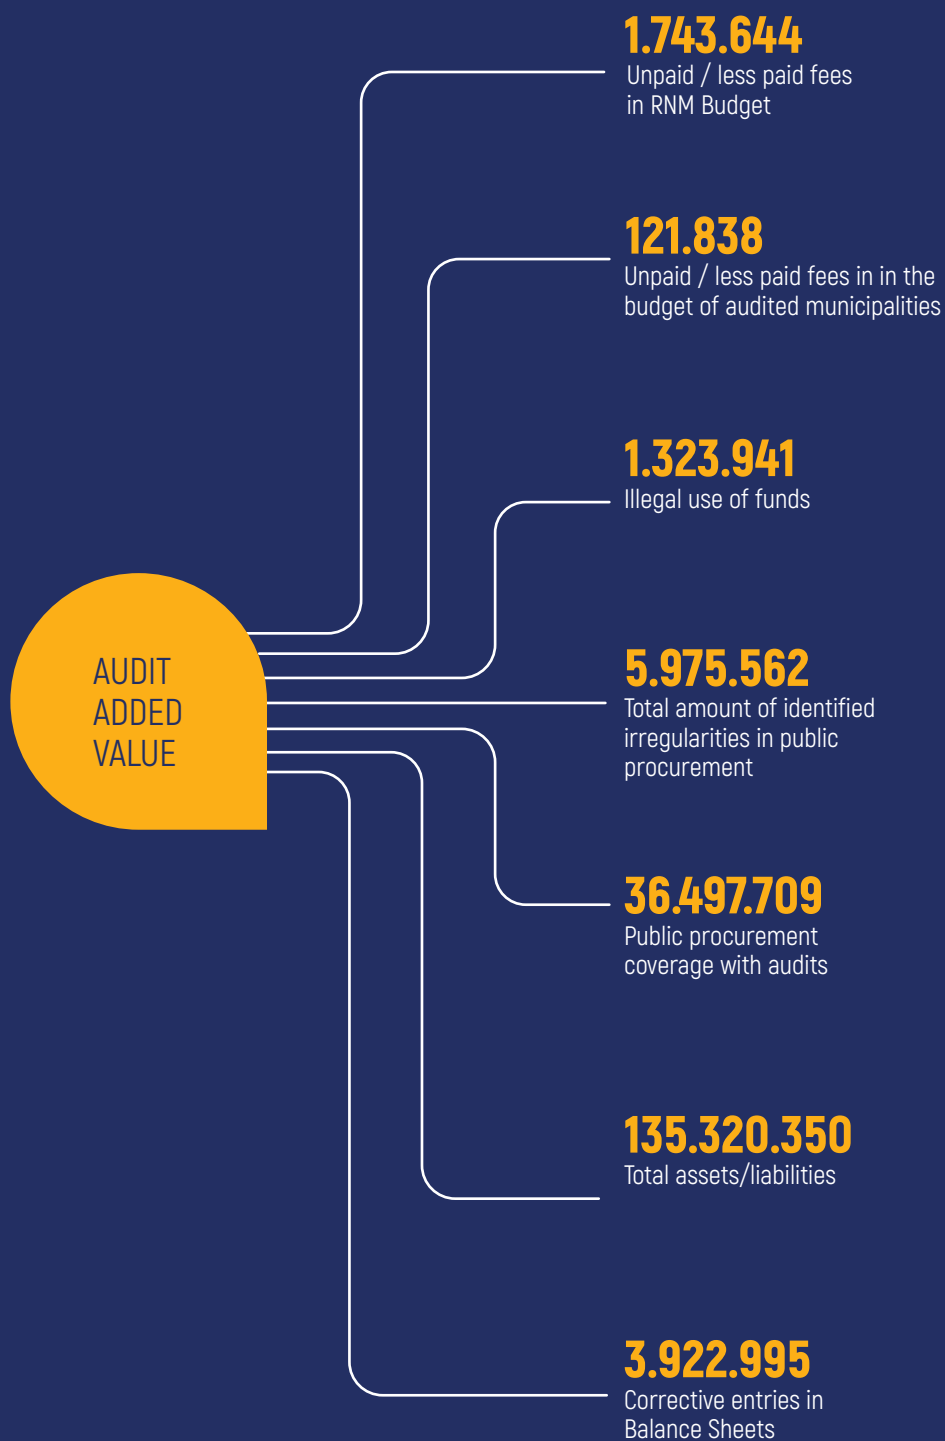 1.743.644
Unpaid / less paid fees
in RNM Budget
121.838
Unpaid / less paid fees in in the
budget of audited municipalities
1.323.941
Illegal use of funds
AUDIT
ADDED
VALUE
5.975.562
Total amount of identified
irregularities in public
procurement
36.497.709
Public procurement
coverage with audits
135.320.350
Total assets/liabilities
3.922.995
Corrective entries in
Balance Sheets